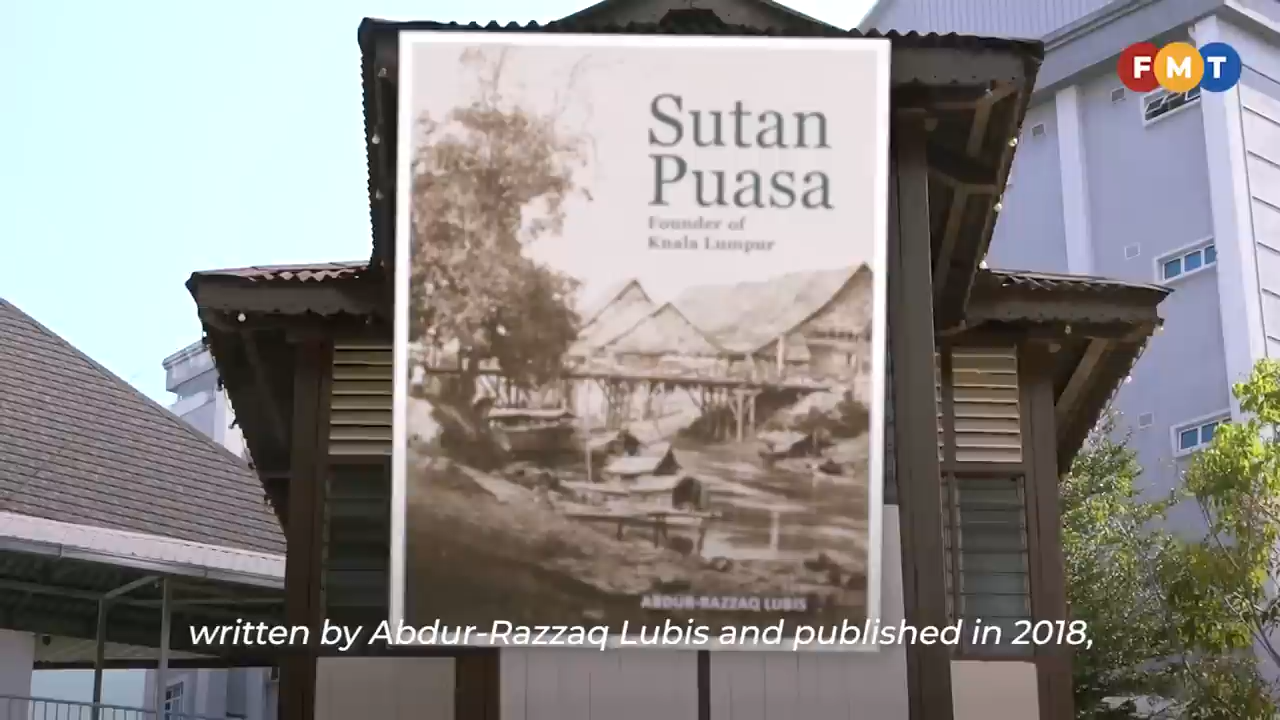 FMT
Sutan
Puasa
Founder of
Kuala Lumpur
ABDUR-RAZZAQ LUBIS
written by Abdur-Razzaq Lubis and published in 2018,